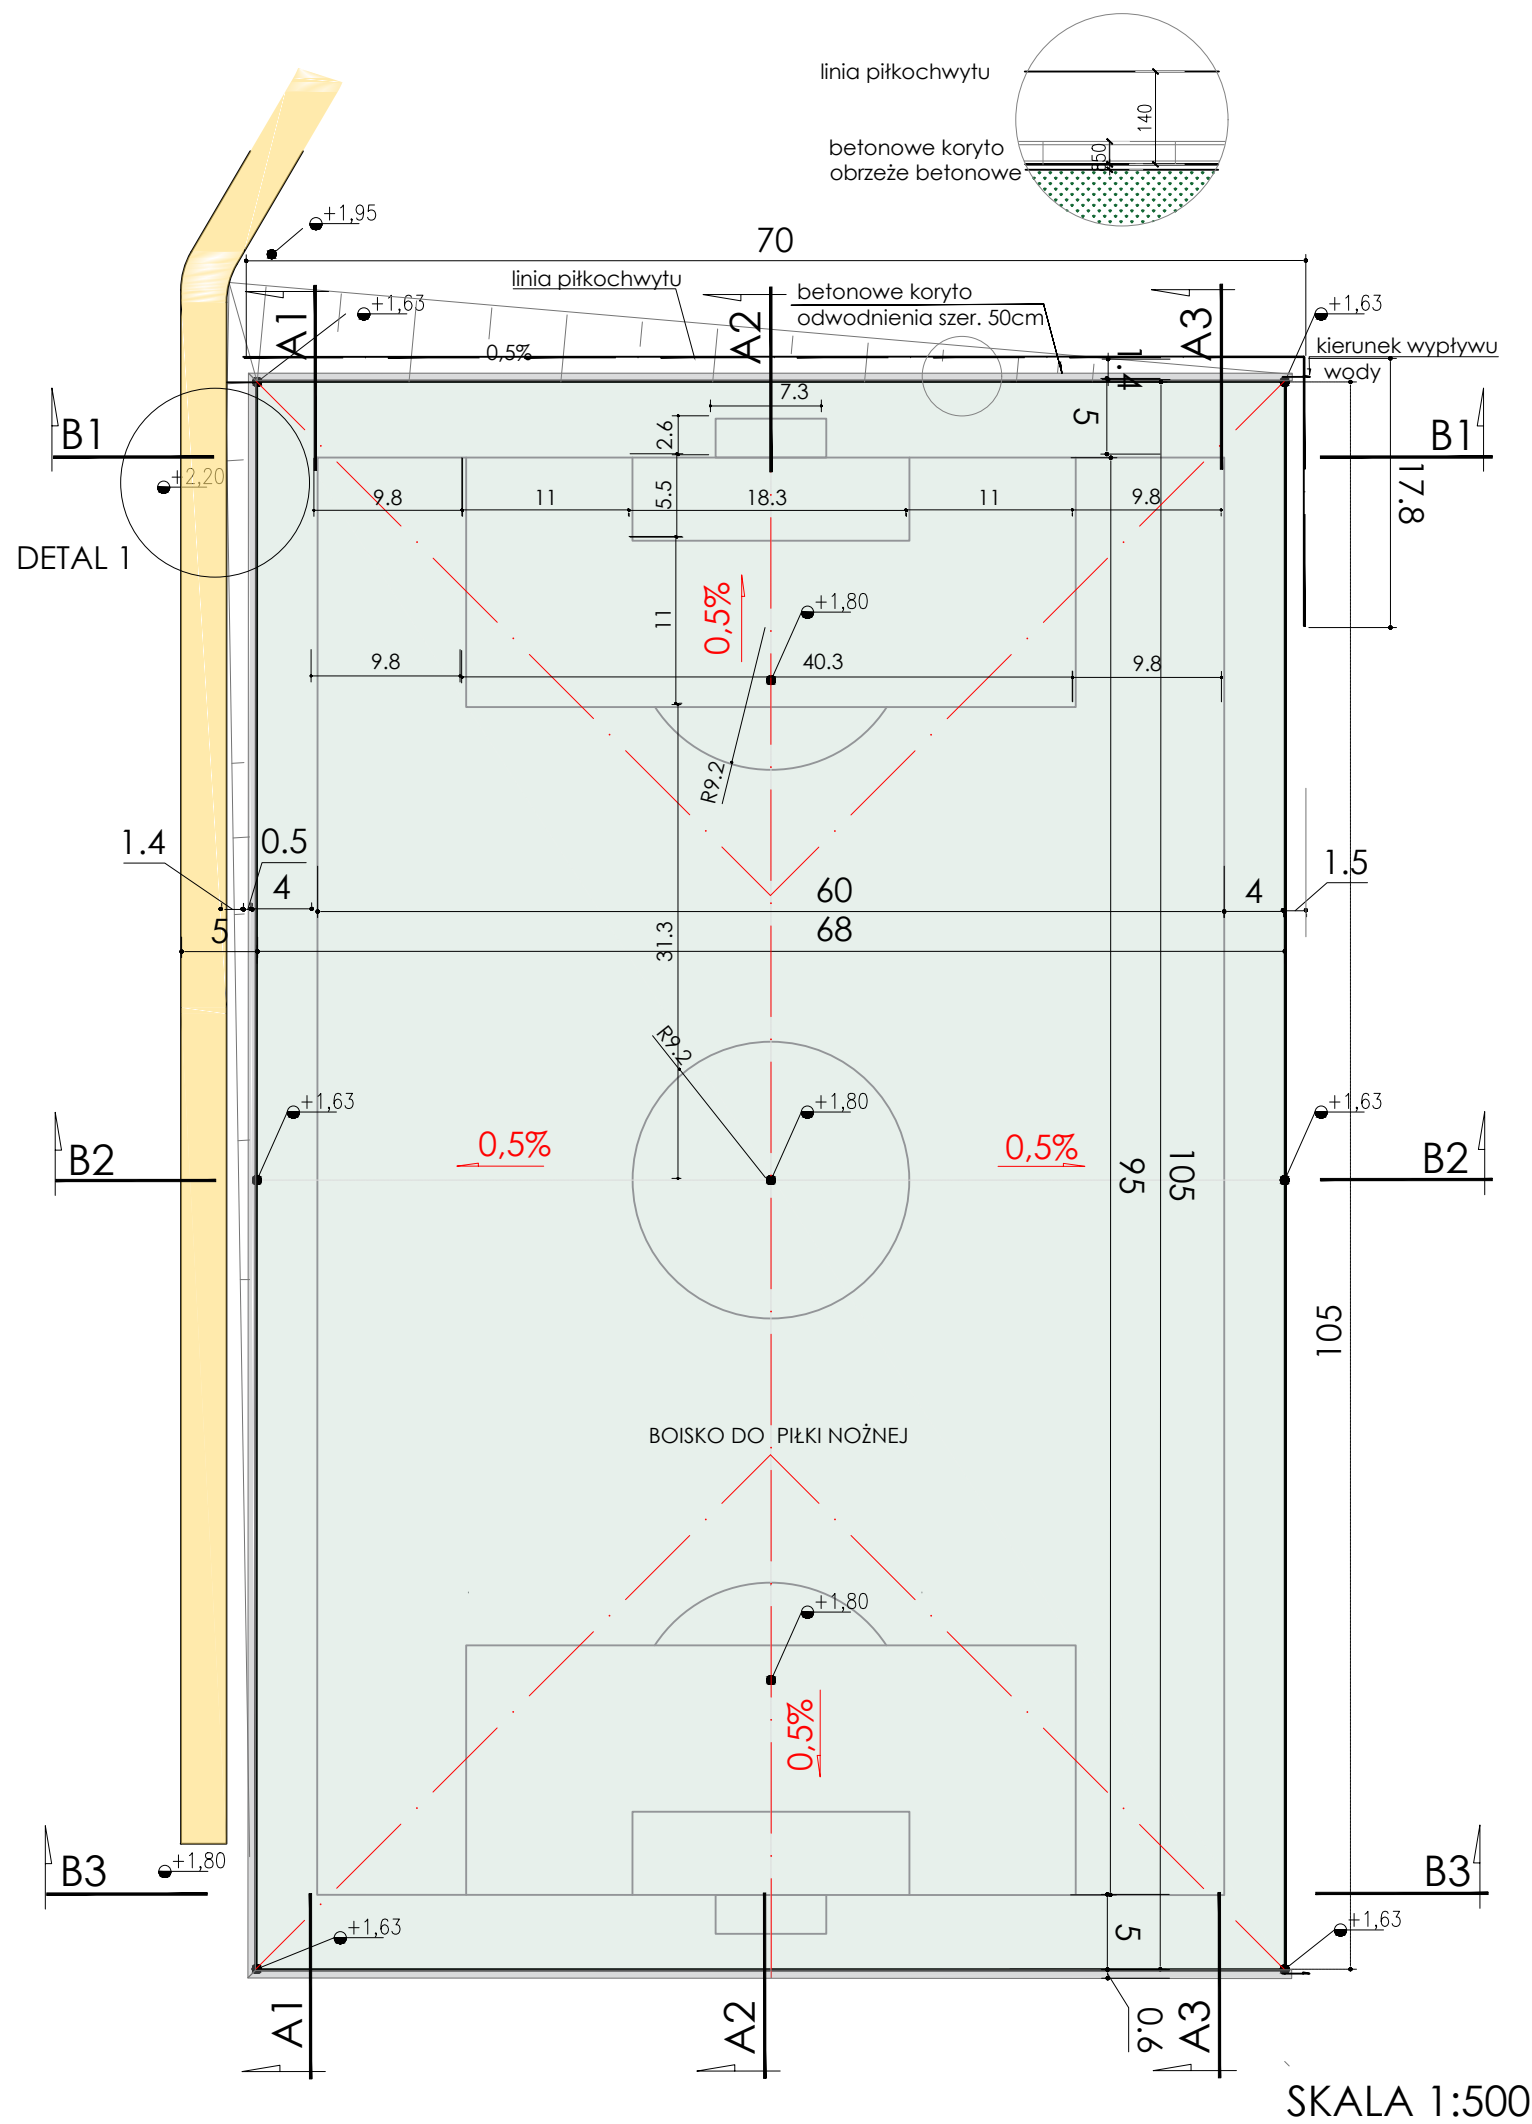 linia piłkochwytu
140
betonowe koryto
obrzeże betonowe
+1,95
70
linia piłkochwytu
betonowe koryto
odwodnienia szer. 50cm
+1,63
+1,63
A1
A2
A3
0,5%
kierunek wypływu
wody
1.4
7.3
5
2.6
B1
B1
+2,20
17.8
9.8
11
5.5
18.3
11
9.8
DETAL 1
0,5%
+1,80
11
9.8
40.3
9.8
R9.2
1.4
0.5
4
60
4
1.5
5
68
31.3
R9.2
+1,63
+1,80
+1,63
0,5%
0,5%
B2
B2
95
105
105
BOISKO DO PIŁKI NOŻNEJ
+1,80
0,5%
B3
B3
+1,80
+1,63
5
+1,63
A1
A2
0.6
A3
SKALA 1:500